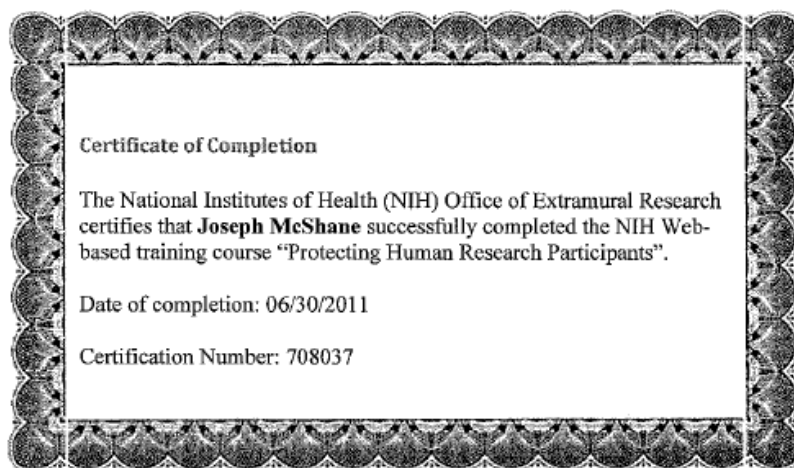 Certificate of Completion
The National Institutes of Health (NIH) Office of Extramural Research
certifies that Joseph McShane successfully completed the NIH Web-
based training course “Protecting Human Research Participants”.
Date of completion: 06/30/2011
Certification Number: 708037